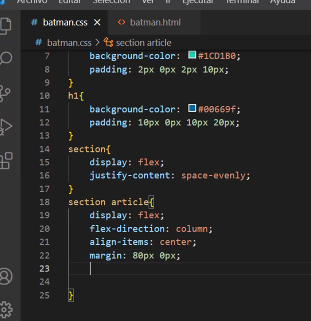 Archivo Editar Selección Ver Ir Ejecutar Terminal Ayuda
# batman.css × <> batman.html
# batman.css > section article
7 background-color: #1CD1B0;
8 padding: 2px 0px 2px 10px;
9 }
10 h1{
11 background-color: #00669f;
12 padding: 10px 0px 10px 20px;
13 }
14 section{
15 display: flex;
16 justify-content: space-evenly;
17 }
18 section article{
19 display: flex;
20 flex-direction: column;
21 align-items: center;
22 margin: 80px 0px;
23
24
25 }